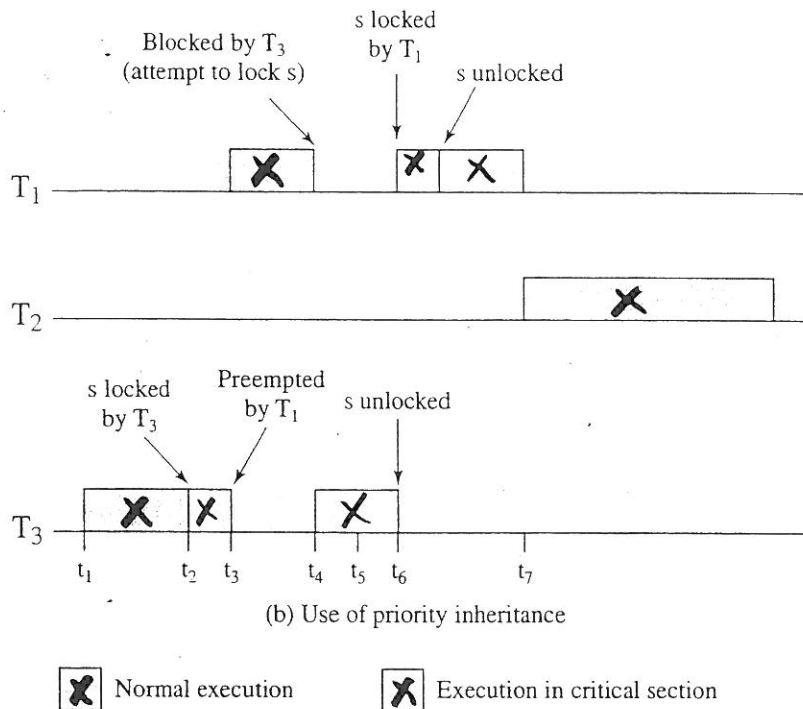 Blocked by T3
(attempt to lock s)
s locked
by T1
s unlocked
T1
T2
s locked
by T3
Preempted
by T1
s unlocked
T3
t1 t2 t3 t4 t5 t6 t7
(b) Use of priority inheritance
Normal execution
Execution in critical section